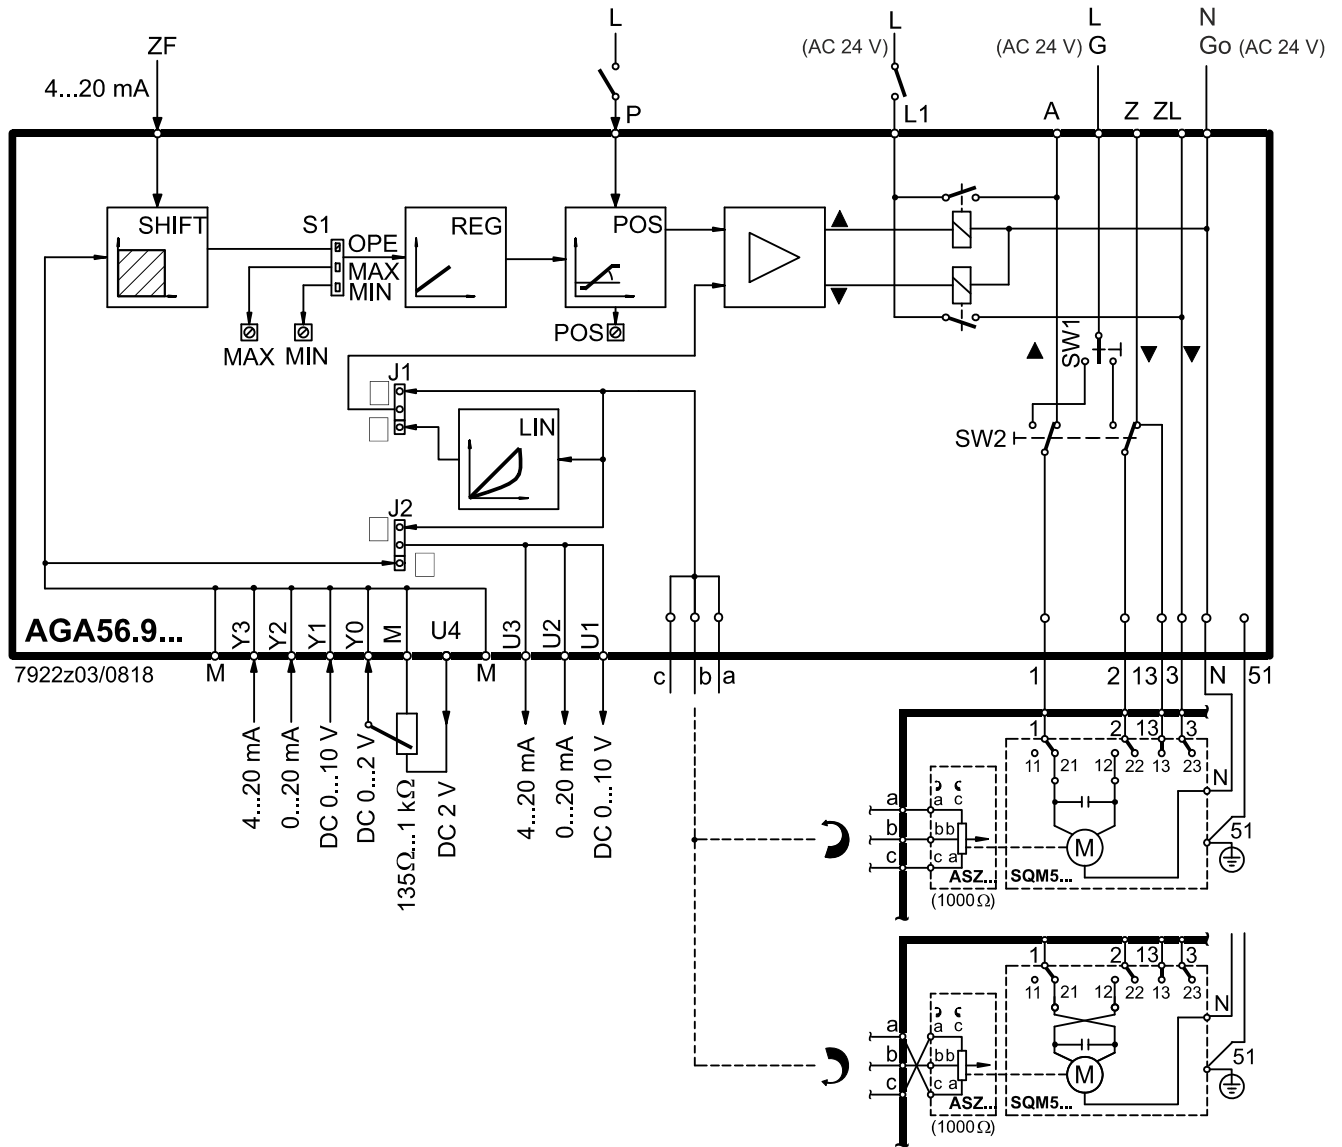 L
L
L
N
ZF
(AC 24 V)
(AC 24 V)
G
Go (AC 24 V)
4...20 mA
P
L1
A
Z
ZL
SHIFT
S1
OPE
MAX
MIN
REG
POS
MAX
MIN
POS
SW1
J1
LIN
SW2
J2
AGA56.9...
Y3
Y2
Y1
Y0
M
U4
U3
U2
U1
7922z03/0818
M
M
c
b
a
1
2
13
3
N
51
4...20 mA
0...20 mA
DC 0...10 V
DC 0...2 V
135Ω...1 kΩ
DC 2 V
4...20 mA
0...20 mA
DC 0...10 V
1
2
13
3
11
21
12
22
13
23
N
a
a
c
b
b
b
c
c
a
M
51
ASZ...
SQM5...
(1000Ω)
1
2
13
3
11
21
12
22
13
23
N
a
a
c
b
b
b
c
c
a
M
51
ASZ...
SQM5...
(1000Ω)